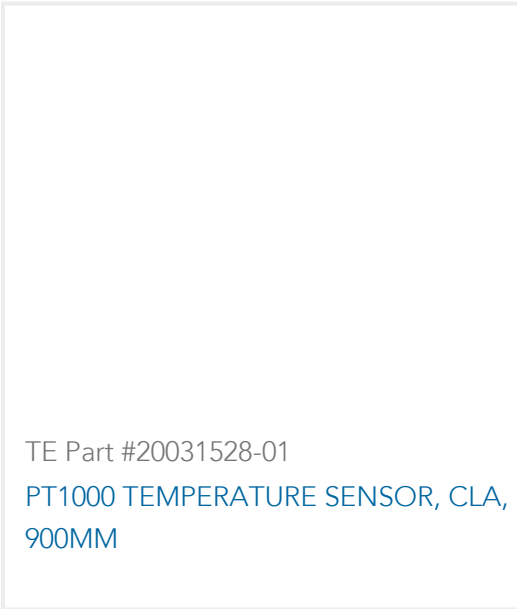 TE Part #20031528-01
PT1000 TEMPERATURE SENSOR, CLA,
900MM